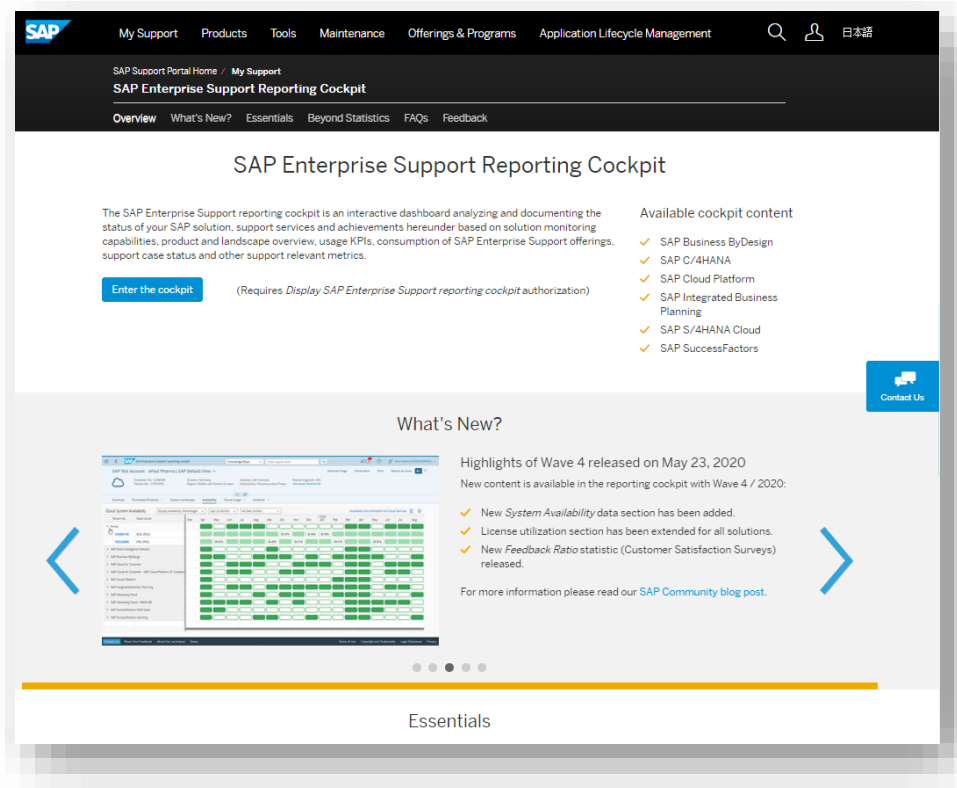 SAP
My Support Products Tools Maintenance Offerings & Programs Application Lifecycle Management 日本語
SAP Support Portal Home / My Support
SAP Enterprise Support Reporting Cockpit
Overview What's New? Essentials Beyond Statistics FAQs Feedback
SAP Enterprise Support Reporting Cockpit
The SAP Enterprise Support reporting cockpit is an interactive dashboard analyzing and documenting the
status of your SAP solution, support services and achievements hereunder based on solution monitoring
capabilities, product and landscape overview, usage KPIs, consumption of SAP Enterprise Support offerings,
support case status and other support relevant metrics.
Enter the cockpit
(Requires Display SAP Enterprise Support reporting cockpit authorization)
Available cockpit content
SAP Business ByDesign
SAP C/4HANA
SAP Cloud Platform
SAP Integrated Business
Planning
SAP S/4HANA Cloud
SAP SuccessFactors
Contact Us
What's New?
Cloud System Availability
Highlights of Wave 4 released on May 23, 2020
New content is available in the reporting cockpit with Wave 4 / 2020:
New System Availability data section has been added.
License utilization section has been extended for all solutions.
New Feedback Ratio statistic (Customer Satisfaction Surveys)
released.
For more information please read our SAP Community blog post.
Essentials